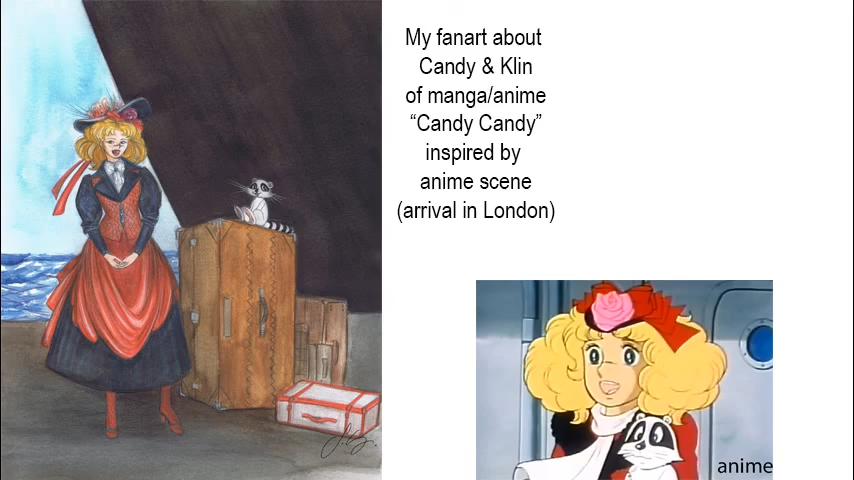 My fanart about
Candy & Klin
of manga/anime
“Candy Candy”
inspired by
anime scene
(arrival in London)
anime